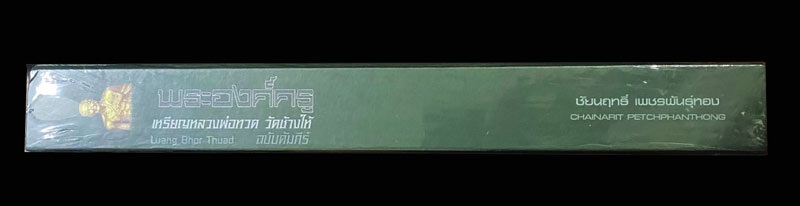 พระองค์ครู
เหรียญหลวงพ่อทวด วัดช้างให้
Luang Bhor Thuad ฉบับคัมภีร์
ชัยนฤทธิ์ เพชรพันธุ์ทอง
CHAINARIT PETCHPHANTHONG